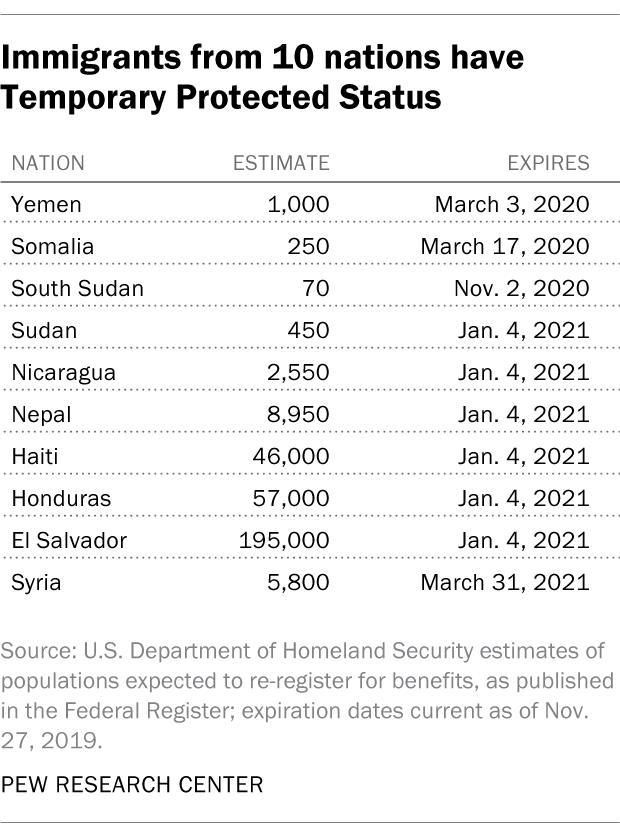 Immigrants from 10 nations have
Temporary Protected Status
NATION ESTIMATE EXPIRES
Yemen 1,000 March 3, 2020
Somalia 250 March 17, 2020
South Sudan 70 Nov. 2, 2020
Sudan 450 Jan. 4, 2021
Nicaragua 2,550 Jan. 4, 2021
Nepal 8,950 Jan. 4, 2021
Haiti 46,000 Jan. 4, 2021
Honduras 57,000 Jan. 4, 2021
El Salvador 195,000 Jan. 4, 2021
Syria 5,800 March 31, 2021
Source: U.S. Department of Homeland Security estimates of
populations expected to re-register for benefits, as published
in the Federal Register; expiration dates current as of Nov.
27, 2019.
PEW RESEARCH CENTER